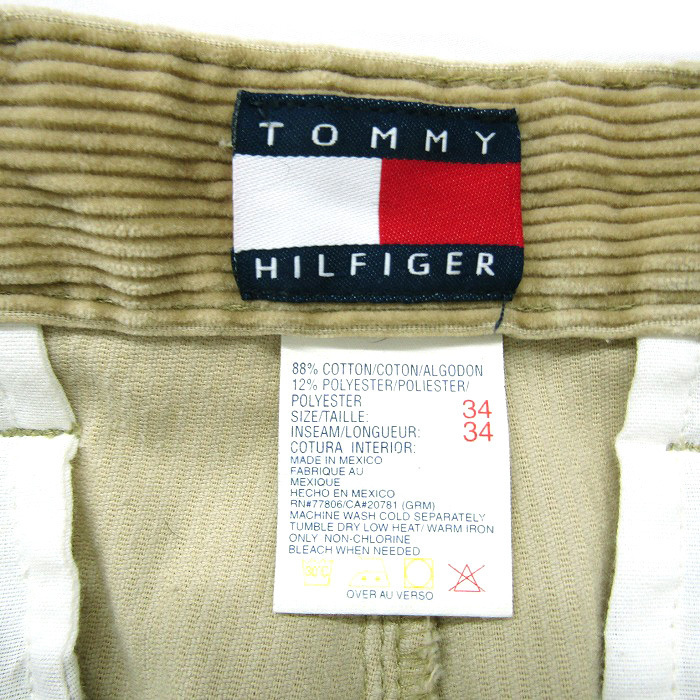 TOMMY
HILFIGER
88% COTTON/COTON/ALGODON
12% POLYESTER/POLIESTER/
POLYESTER
SIZE/TAILLE: 34
INSEAM/LONGUEUR: 34
COTURA INTERIOR:
MADE IN MEXICO
FABRIQUE AU
MEXIQUE
HECHO EN MEXICO
RN#77806/CA#20781 (GRM)
MACHINE WASH COLD SEPARATELY
TUMBLE DRY LOW HEAT/ WARM IRON
ONLY NON-CHLORINE
BLEACH WHEN NEEDED
OVER AU VERSO